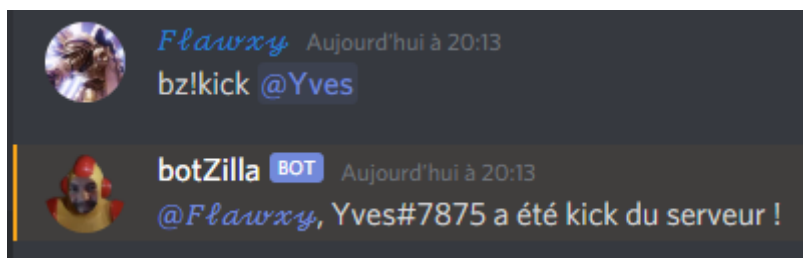 𝓕𝓵𝓪𝔀𝔁𝔂 Aujourd'hui à 20:13
bz!kick @Yves
botZilla BOT Aujourd'hui à 20:13
@𝓕𝓵𝓪𝔀𝔁𝔂, Yves#7875 a été kick du serveur !